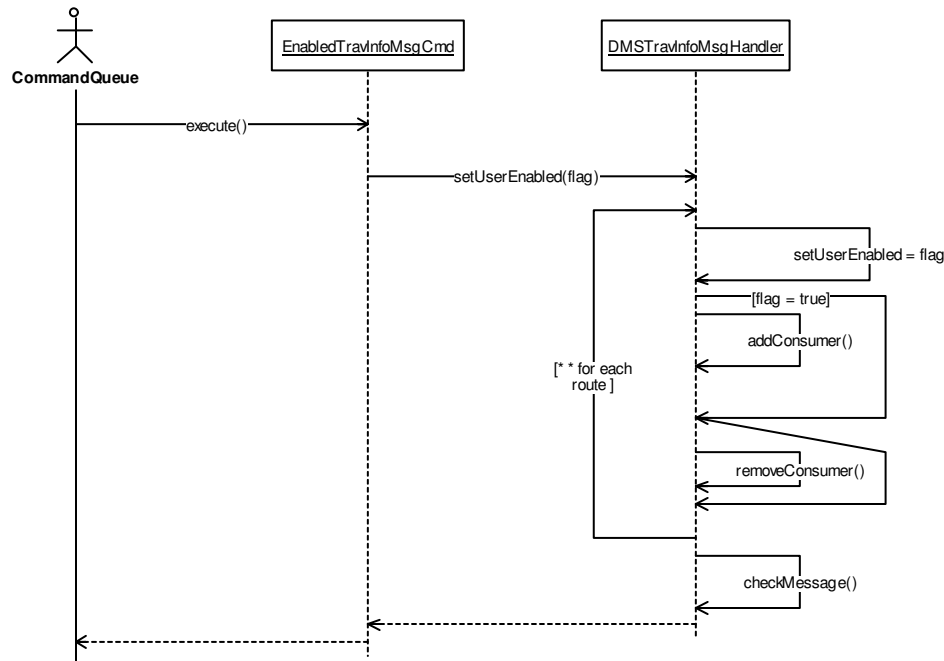 EnabledTravInfoMsgCmd
DMSTravInfoMsgHandler
CommandQueue
execute()
setUserEnabled(flag)
setUserEnabled = flag
[flag = true]
addConsumer()
[* * for each
route ]
removeConsumer()
checkMessage()